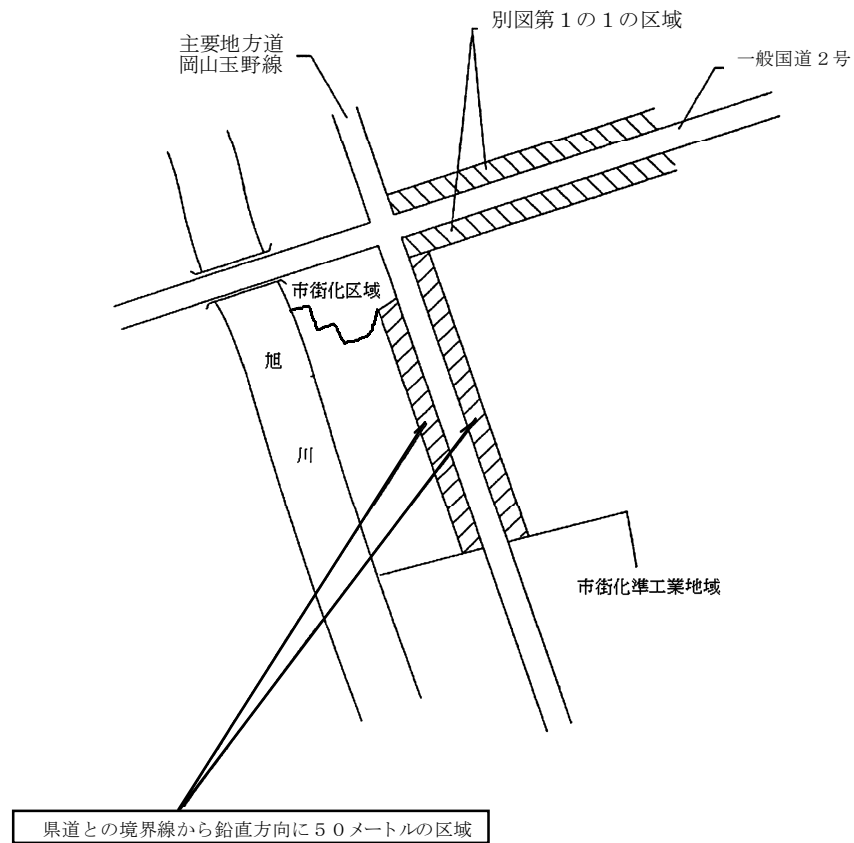 別図第１の１の区域
主要地方道
岡山玉野線
一般国道２号
市街化区域
旭
川
市街化準工業地域
県道との境界線から鉛直方向に５０メートルの区域